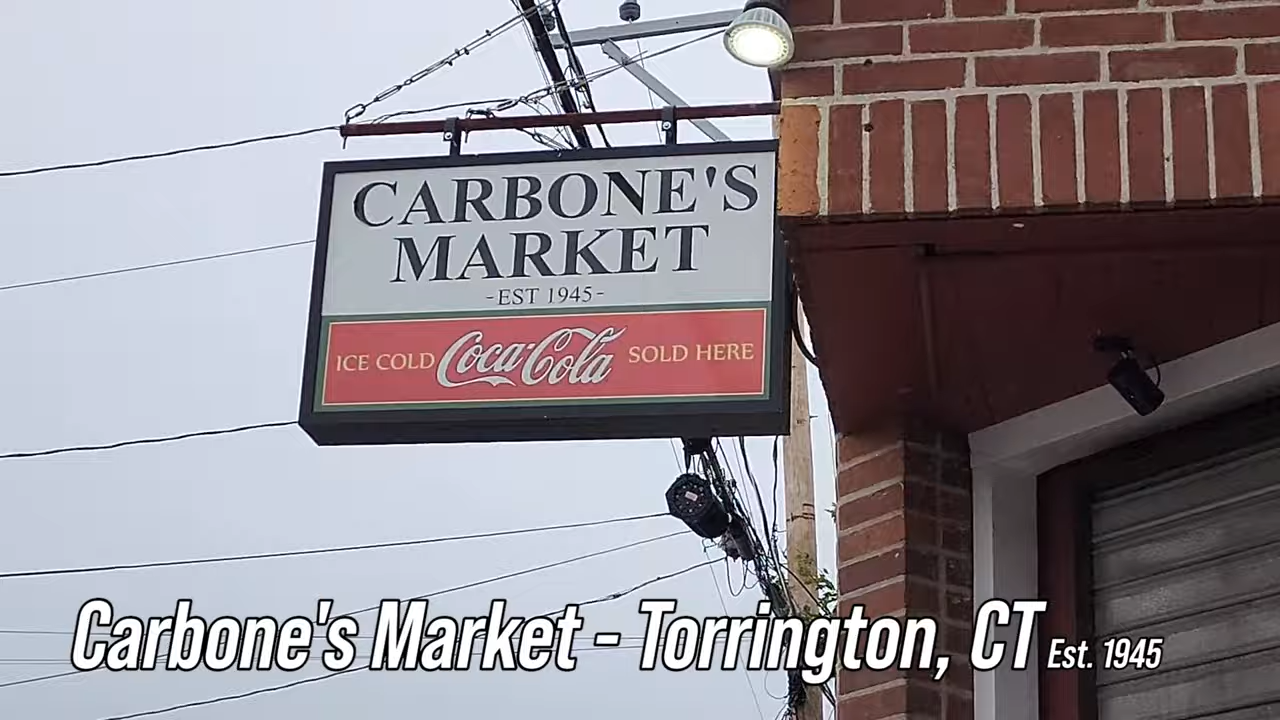 CARBONE'S
MARKET
-EST 1945-
ICE COLD Coca-Cola SOLD HERE
Carbone's Market - Torrington, CT Est. 1945